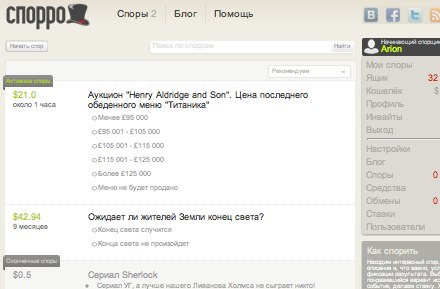 спорро
Споры 2 Блог Помощь
Начать спор
Поиск по спорам
Найти
Начинающий спорщик
Arion
Рекомендуем
Активные споры
$21.0
около 1 часа
Аукцион "Henry Aldridge and Son". Цена последнего
обеденного меню "Титаника"
Менее £95 000
£95 001 - £105 000
£105 001 - £115 000
£115 001 - £125 000
Более £125 000
Меню не будет продано
$42.94
9 месяцев
Ожидает ли жителей Земли конец света?
Конец света случится
Конца света не произойдет
Оконченные споры
$0.5
Сериал Sherlock
Сериал УГ, а лучше нашего Ливанова Холмса не сыграет никто!
Мои споры
Ящик 32
Кошелёк $
Профиль
Инвайты
Выход
Настройки
Блог
Споры 0
Средства
Обмены 0
Ставки
Пользователи
Как спорить
Находим интересный спор,